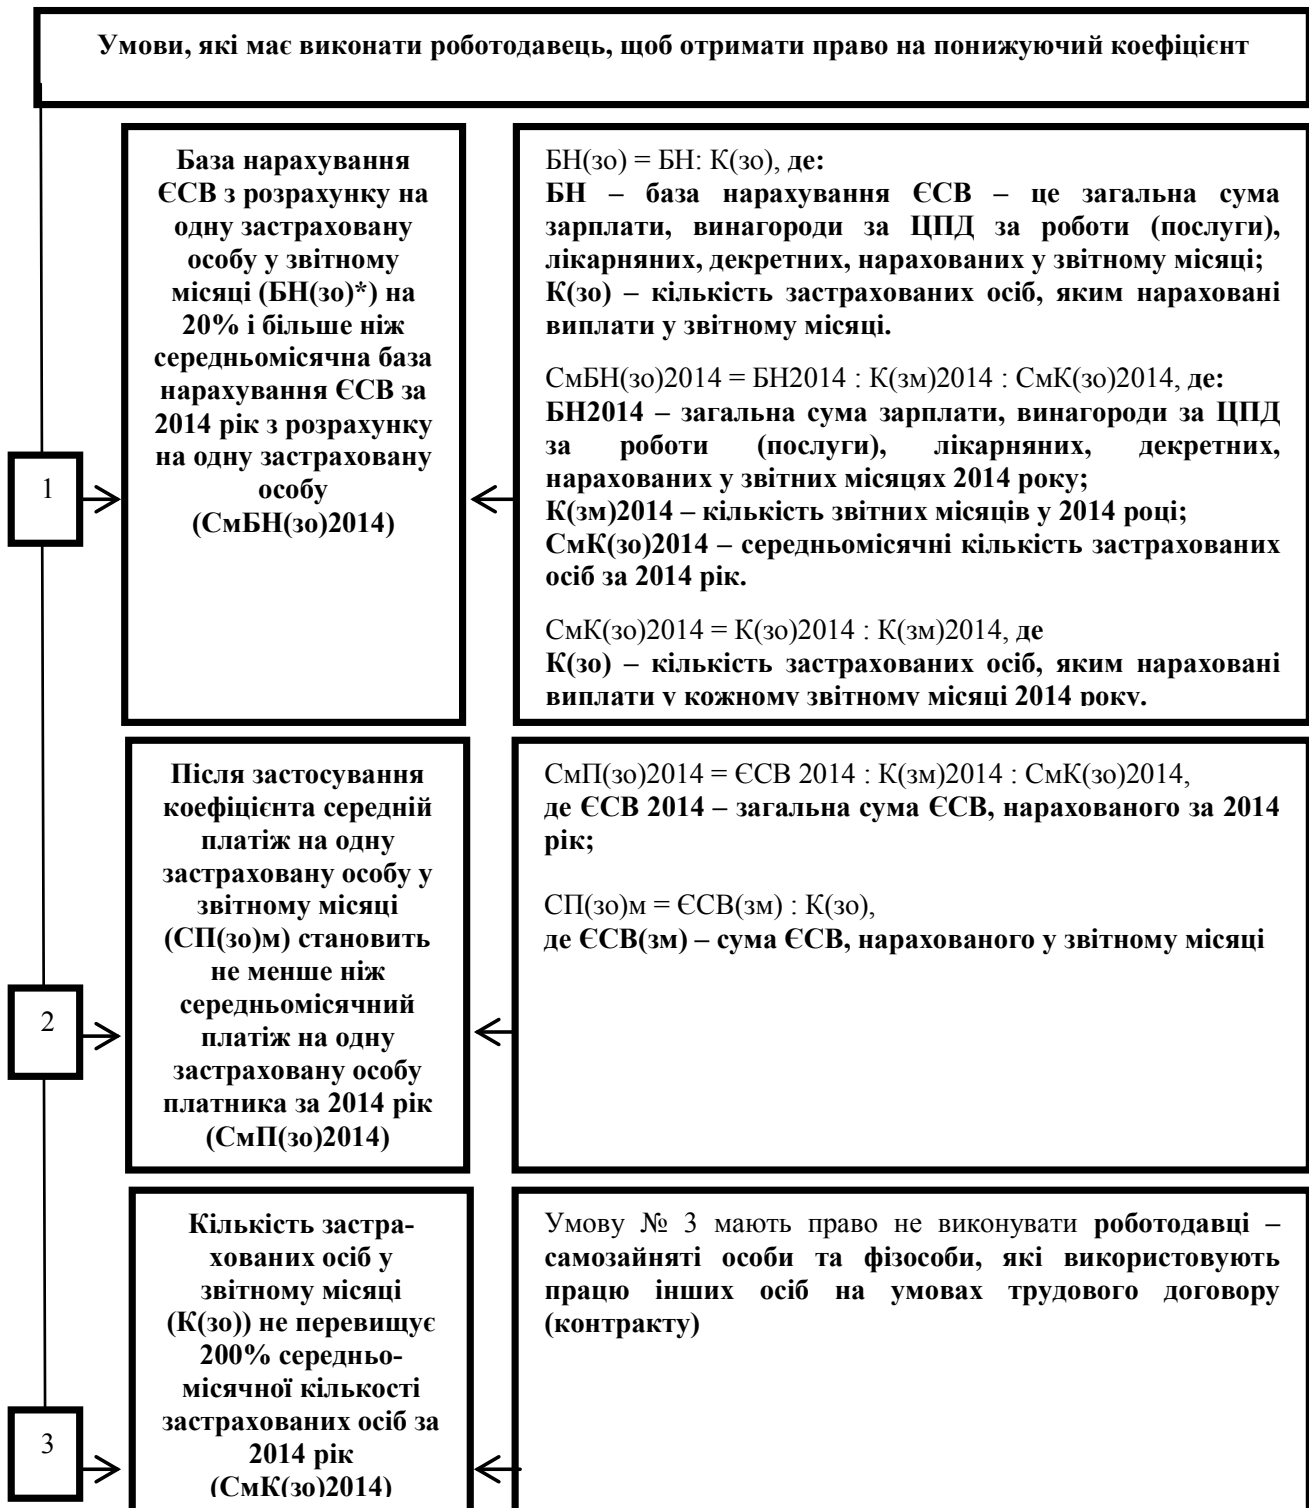 Умови, які має виконати роботодавець, щоб отримати право на понижуючий коефіцієнт
1
База нарахування
ЄСВ з розрахунку на
одну застраховану
особу у звітному
місяці (БН(зо)*) на
20% і більше ніж
середньомісячна база
нарахування ЄСВ за
2014 рік з розрахунку
на одну застраховану
особу
(СмБН(зо)2014)
БН(зо) = БН: К(зо), де:
БН – база нарахування ЄСВ – це загальна сума
зарплати, винагороди за ЦПД за роботи (послуги),
лікарняних, декретних, нарахованих у звітному місяці;
К(зо) – кількість застрахованих осіб, яким нараховані
виплати у звітному місяці.
СмБН(зо)2014 = БН2014 : К(зм)2014 : СмК(зо)2014, де:
БН2014 – загальна сума зарплати, винагороди за ЦПД
за роботи (послуги), лікарняних, декретних,
нарахованих у звітних місяцях 2014 року;
К(зм)2014 – кількість звітних місяців у 2014 році;
СмК(зо)2014 – середньомісячні кількість застрахованих
осіб за 2014 рік.
СмК(зо)2014 = К(зо)2014 : К(зм)2014, де
К(зо) – кількість застрахованих осіб, яким нараховані
виплати у кожному звітному місяці 2014 року.
2
Після застосування
коефіцієнта середній
платіж на одну
застраховану особу у
звітному місяці
(СП(зо)м) становить
не менше ніж
середньомісячний
платіж на одну
застраховану особу
платника за 2014 рік
(СмП(зо)2014)
СмП(зо)2014 = ЄСВ 2014 : К(зм)2014 : СмК(зо)2014,
де ЄСВ 2014 – загальна сума ЄСВ, нарахованого за 2014
рік;
СП(зо)м = ЄСВ(зм) : К(зо),
де ЄСВ(зм) – сума ЄСВ, нарахованого у звітному місяці
3
Кількість застра-
хованих осіб у
звітному місяці
(К(зо)) не перевищує
200% середньо-
місячної кількості
застрахованих осіб за
2014 рік
(СмК(зо)2014)
Умову № 3 мають право не виконувати роботодавці –
самозайняті особи та фізособи, які використовують
працю інших осіб на умовах трудового договору
(контракту)